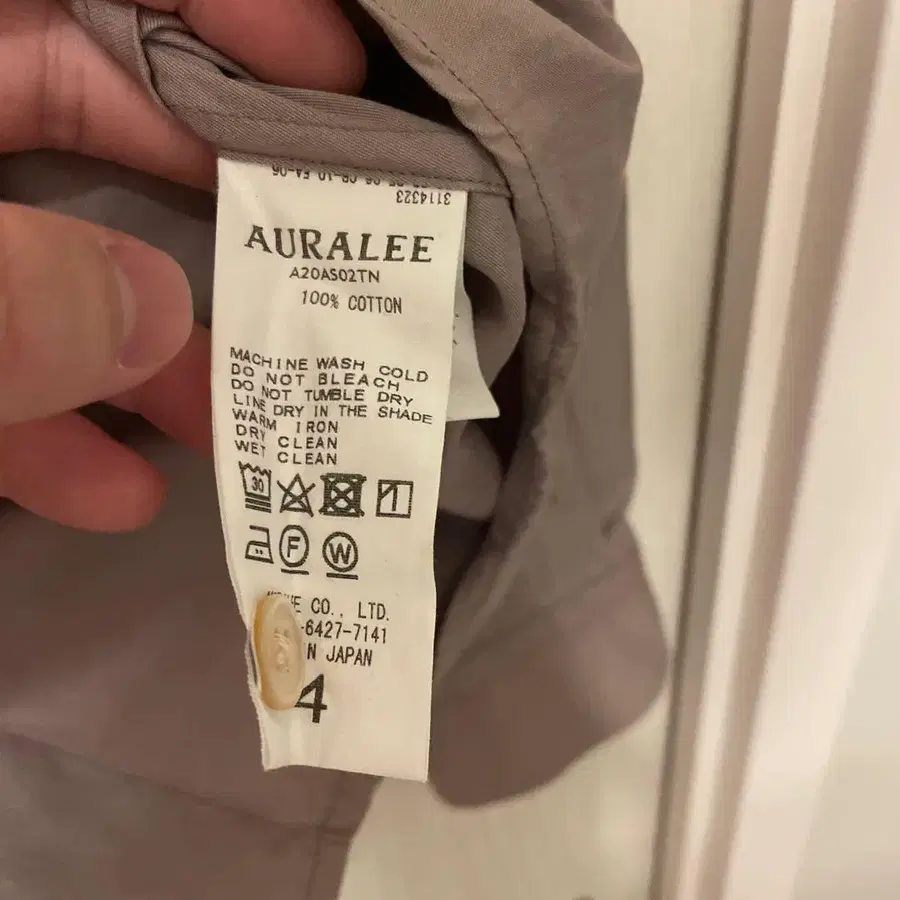 3114323
AURALEE
A20AS02TN
100% COTTON
MACHINE WASH COLD
DO NOT BLEACH
DO NOT TUMBLE DRY
LINE DRY IN THE SHADE
WARM IRON
DRY CLEAN
WET CLEAN
30
F W
CO., LTD.
-6427-7141
N JAPAN
4